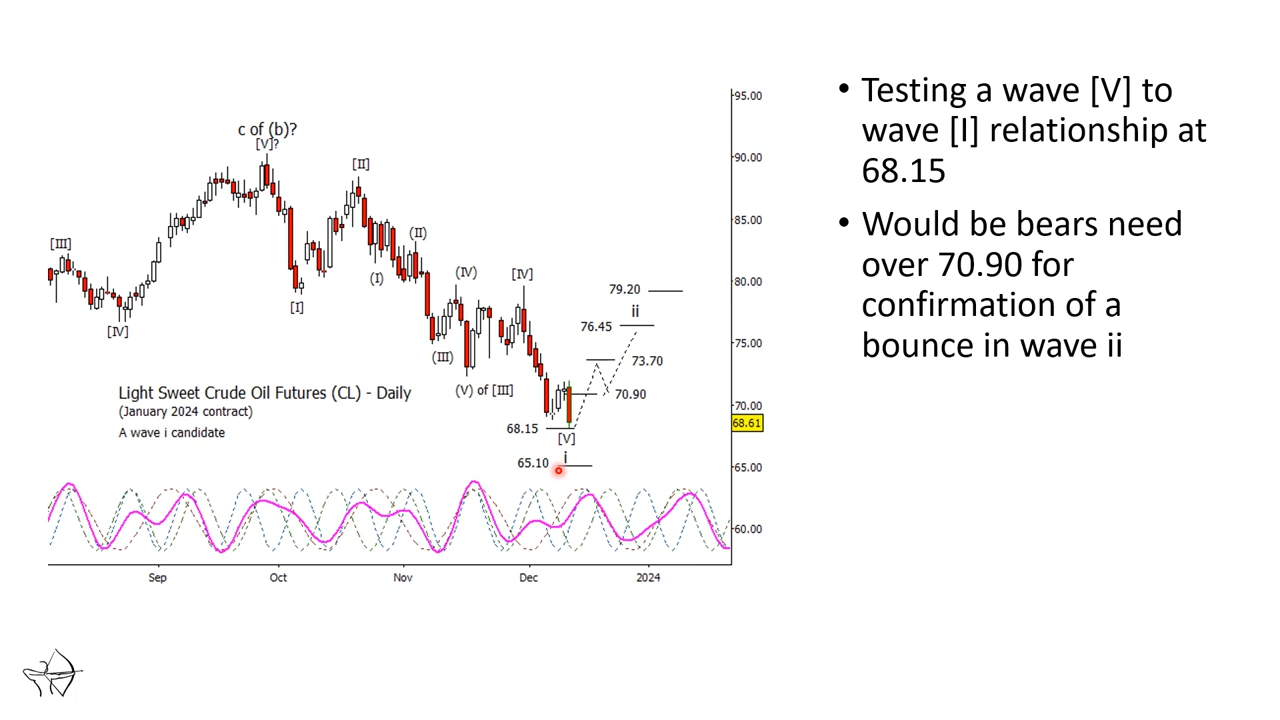 c of (b)?
[V]?
[II]
[III]
(II)
(I)
(IV)
[IV]
[I]
[IV]
(III)
(V) of [III]
79.20
ii
76.45
73.70
70.90
68.15
[V]
i
65.10
Light Sweet Crude Oil Futures (CL) - Daily
(January 2024 contract)
A wave i candidate
95.00
90.00
85.00
80.00
75.00
70.00
68.61
65.00
60.00
Sep
Oct
Nov
Dec
2024
• Testing a wave [V] to
wave [I] relationship at
68.15
• Would be bears need
over 70.90 for
confirmation of a
bounce in wave ii